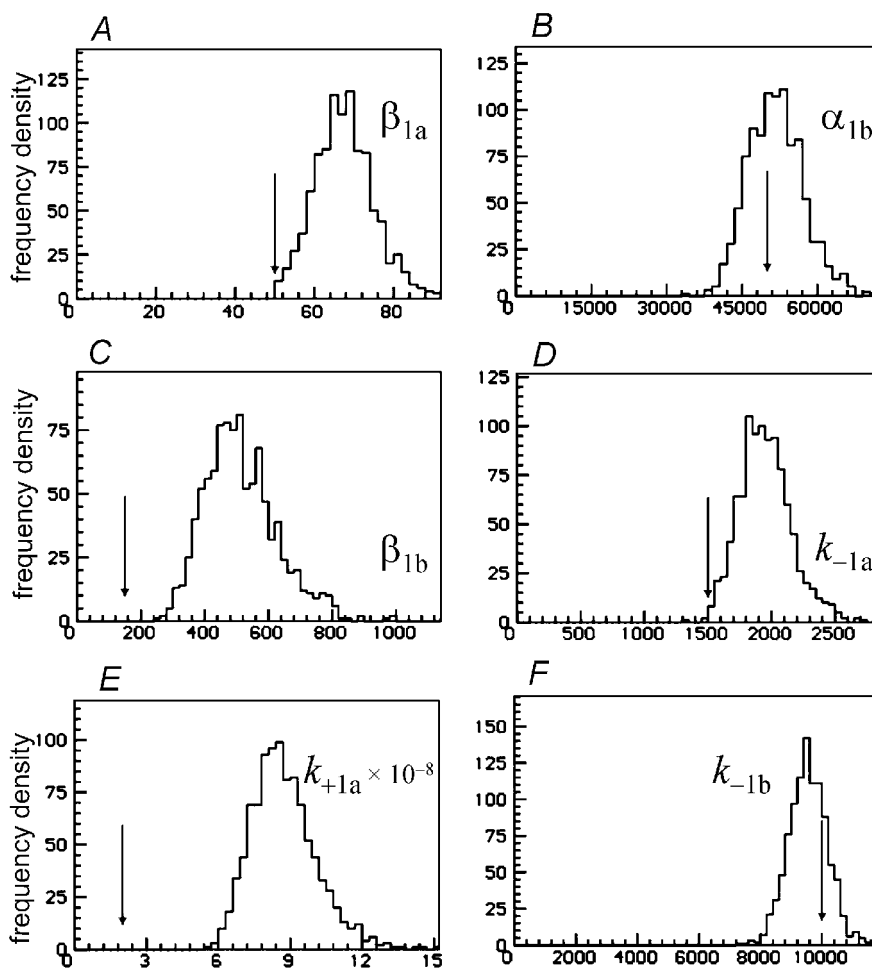 A
B
frequency density
125
100
75
50
25
0
0 20 40 60 80
β1a
125
100
75
50
25
0
0 15000 30000 45000 60000
α1b
C
D
frequency density
75
50
25
0
0 200 400 600 800 1000
β1b
125
100
75
50
25
0
0 500 1000 1500 2000 2500
k−1a
E
F
frequency density
100
75
50
25
0
0 3 6 9 12 15
k+1a × 10−8
150
125
100
75
50
25
0
0 2000 4000 6000 8000 10000
k−1b